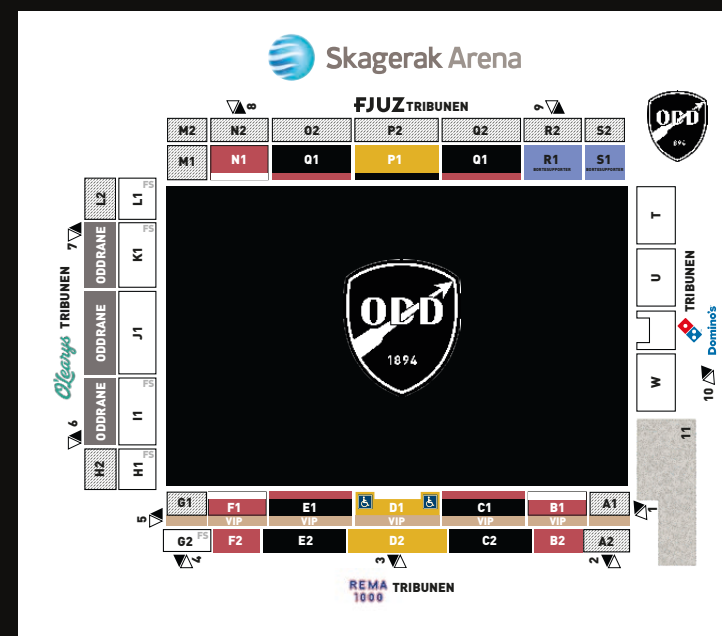 Skagerak Arena
8
FJUZ TRIBUNEN
9
M2 N2 O2 P2 Q2 R2 S2
M1 N1 Q1 P1 Q1 R1 S1
ODD
1894
L2 L1 FS
7
ODDRANE K1 FS
O'Learys TRIBUNEN
ODDRANE J1
ODDRANE I1 FS
6
H2 H1 FS
ODD
1894
T
U
W
TRIBUNEN
Domino's
10
11
G1 F1 E1 D1 C1 B1 A1
VIP VIP VIP VIP VIP
5
1
G2 FS F2 E2 D2 C2 B2 A2
4
3
2
REMA 1000 TRIBUNEN